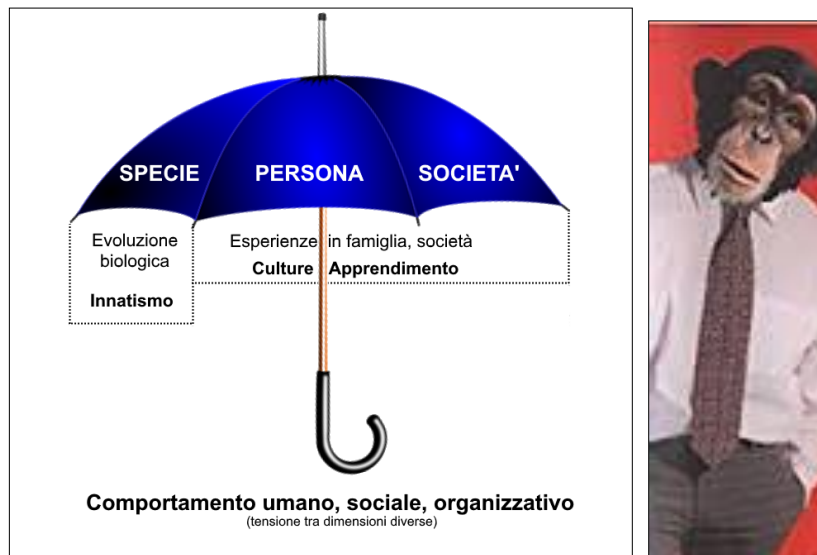 SPECIE PERSONA SOCIETA'
Evoluzione
biologica
Innatismo
Esperienze in famiglia, società
Culture Apprendimento
Comportamento umano, sociale, organizzativo
(tensione tra dimensioni diverse)